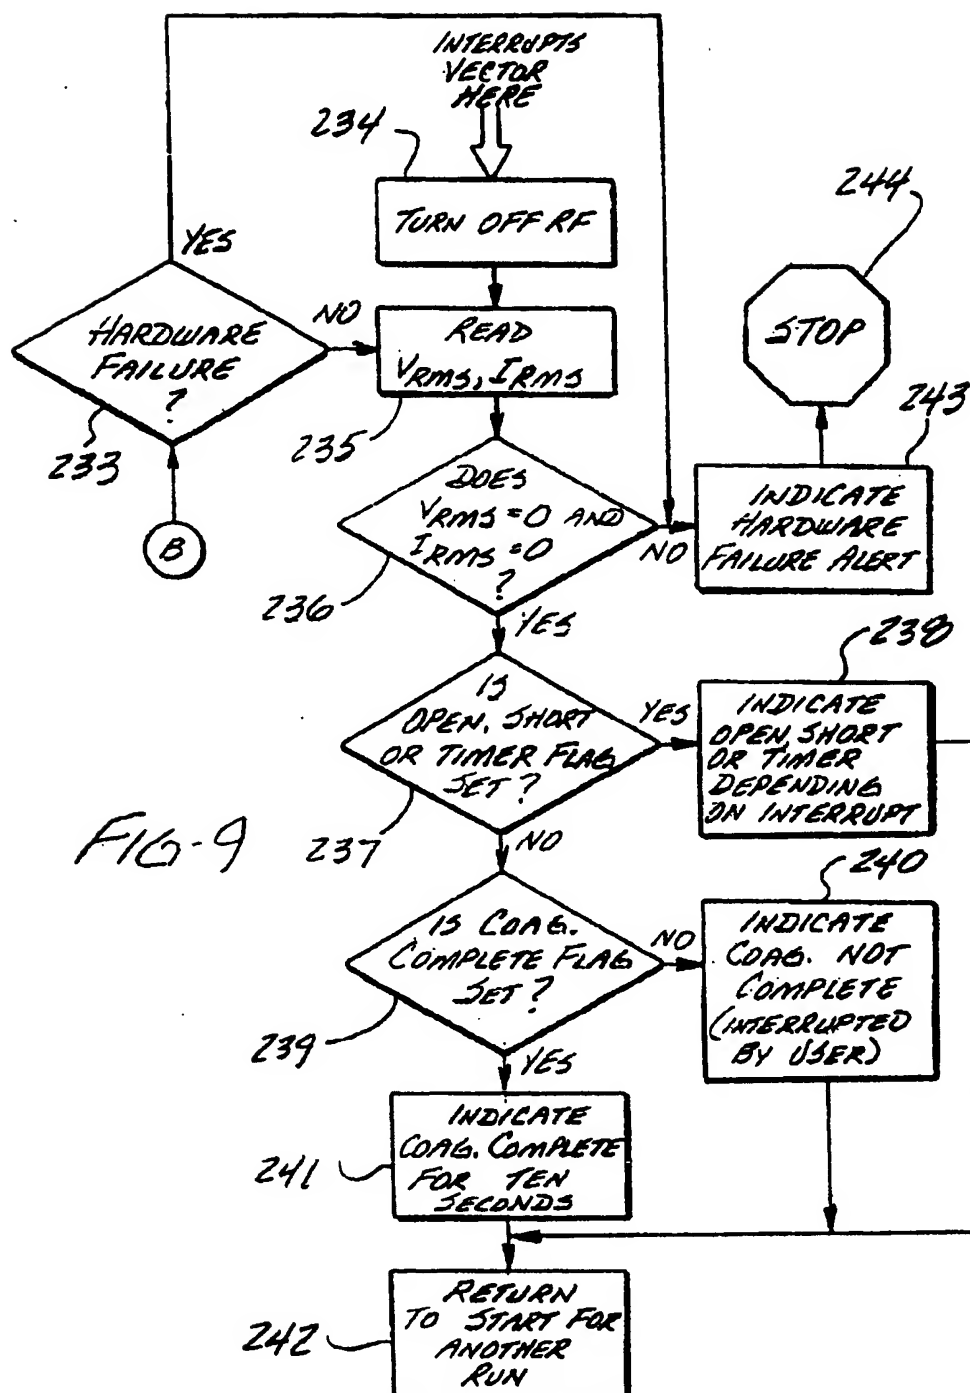 INTERRUPTS
VECTOR
HERE
234
TURN OFF RF
244
STOP
YES
HARDWARE
FAILURE
?
NO
233
B
READ
VRMS, IRMS
235
243
DOES
VRMS=0 AND
IRMS=0
?
NO
236
YES
INDICATE
HARDWARE
FAILURE ALERT
238
IS
OPEN, SHORT
OR TIMER FLAG
SET?
YES
237
NO
INDICATE
OPEN, SHORT
OR TIMER
DEPENDING
ON INTERRUPT
FIG-9
240
IS COAG.
COMPLETE FLAG
SET?
NO
239
YES
INDICATE
COAG. NOT
COMPLETE
(INTERRUPTED
BY USER)
INDICATE
COAG. COMPLETE
FOR TEN
SECONDS
241
RETURN
TO START FOR
ANOTHER
RUN
242